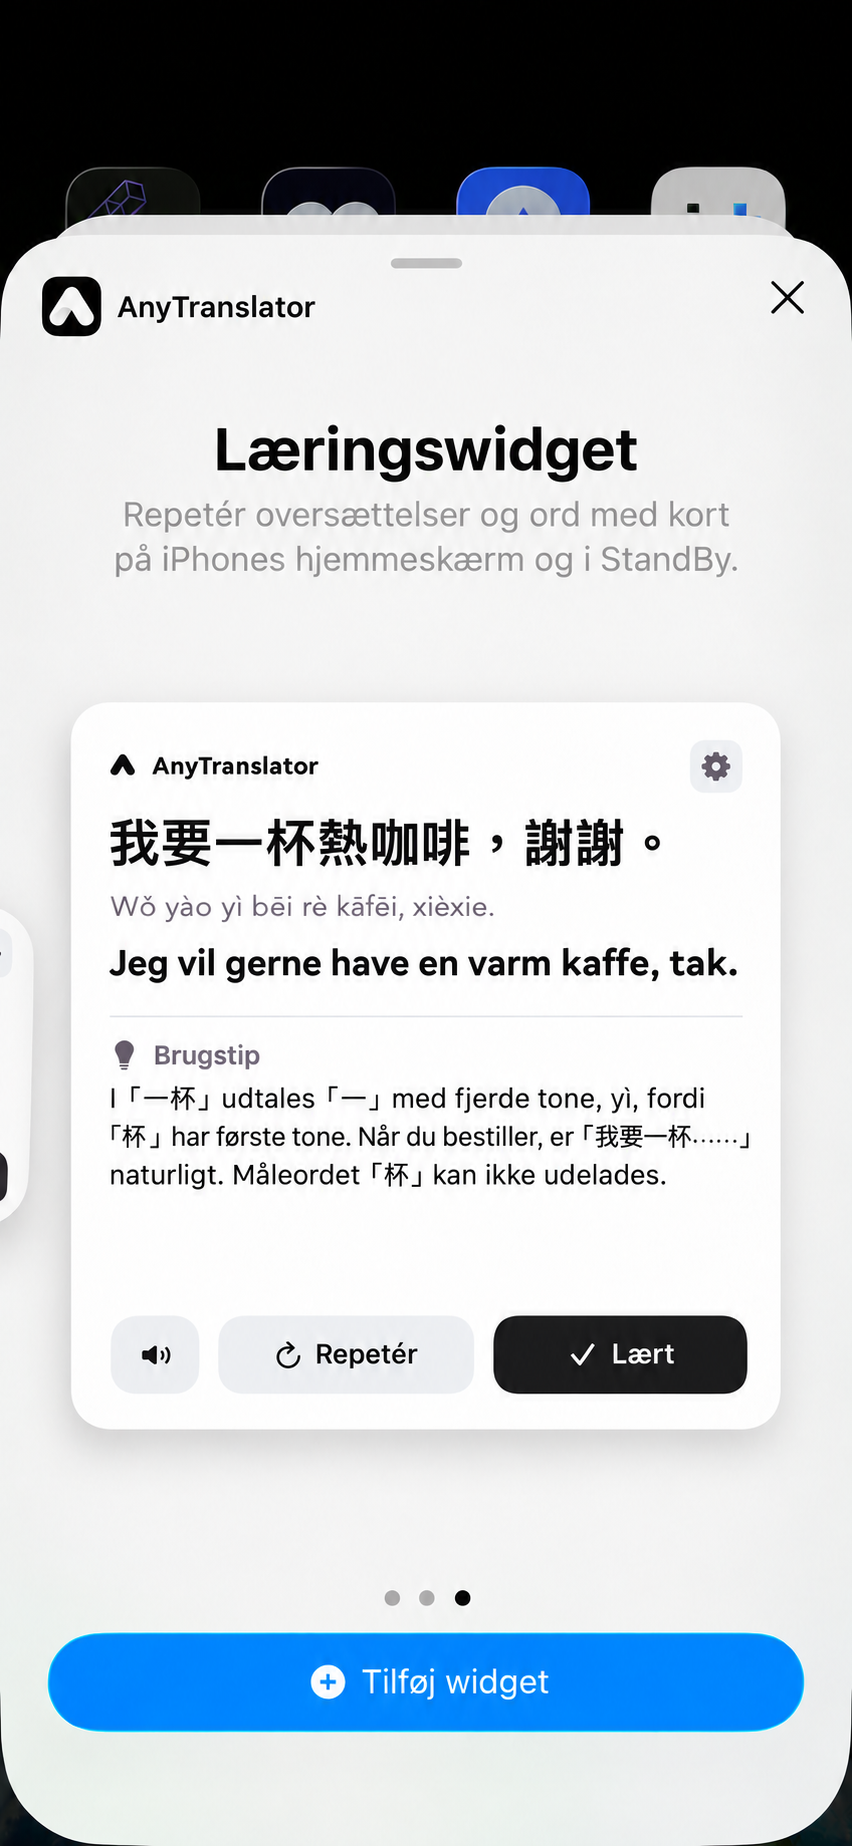 AnyTranslator
Læringswidget
Repetér oversættelser og ord med kort
på iPhones hjemmeskærm og i StandBy.
AnyTranslator
我要一杯熱咖啡，謝謝。
Wǒ yào yì bēi rè kāfēi, xièxie.
Jeg vil gerne have en varm kaffe, tak.
Brugstip
I「一杯」udtales「一」med fjerde tone, yì, fordi
「杯」har første tone. Når du bestiller, er「我要一杯……」
naturligt. Måleordet「杯」kan ikke udelades.
Repetér
Lært
Tilføj widget